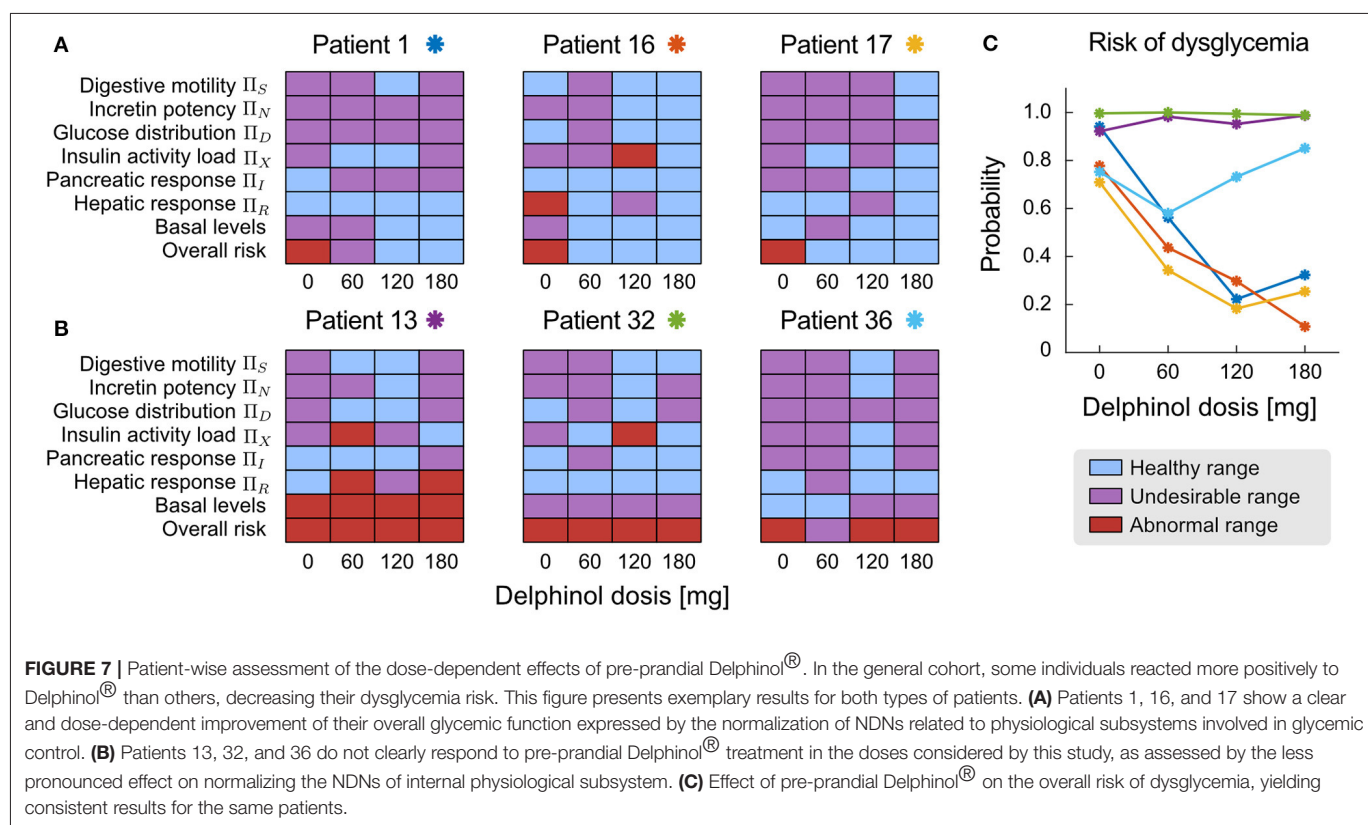 A
Patient 1
Patient 16
Patient 17
Digestive motility Π_S
Incretin potency Π_N
Glucose distribution Π_D
Insulin activity load Π_X
Pancreatic response Π_I
Hepatic response Π_R
Basal levels
Overall risk
0 60 120 180
0 60 120 180
0 60 120 180
B
Patient 13
Patient 32
Patient 36
Digestive motility Π_S
Incretin potency Π_N
Glucose distribution Π_D
Insulin activity load Π_X
Pancreatic response Π_I
Hepatic response Π_R
Basal levels
Overall risk
0 60 120 180
0 60 120 180
0 60 120 180
Delphinol dosis [mg]
C
Risk of dysglycemia
Probability
1.0
0.8
0.6
0.4
0.2
0
0 60 120 180
Delphinol dosis [mg]
Healthy range
Undesirable range
Abnormal range
FIGURE 7 | Patient-wise assessment of the dose-dependent effects of pre-prandial Delphinol®. In the general cohort, some individuals reacted more positively to
Delphinol® than others, decreasing their dysglycemia risk. This figure presents exemplary results for both types of patients. (A) Patients 1, 16, and 17 show a clear
and dose-dependent improvement of their overall glycemic function expressed by the normalization of NDNs related to physiological subsystems involved in glycemic
control. (B) Patients 13, 32, and 36 do not clearly respond to pre-prandial Delphinol® treatment in the doses considered by this study, as assessed by the less
pronounced effect on normalizing the NDNs of internal physiological subsystem. (C) Effect of pre-prandial Delphinol® on the overall risk of dysglycemia, yielding
consistent results for the same patients.